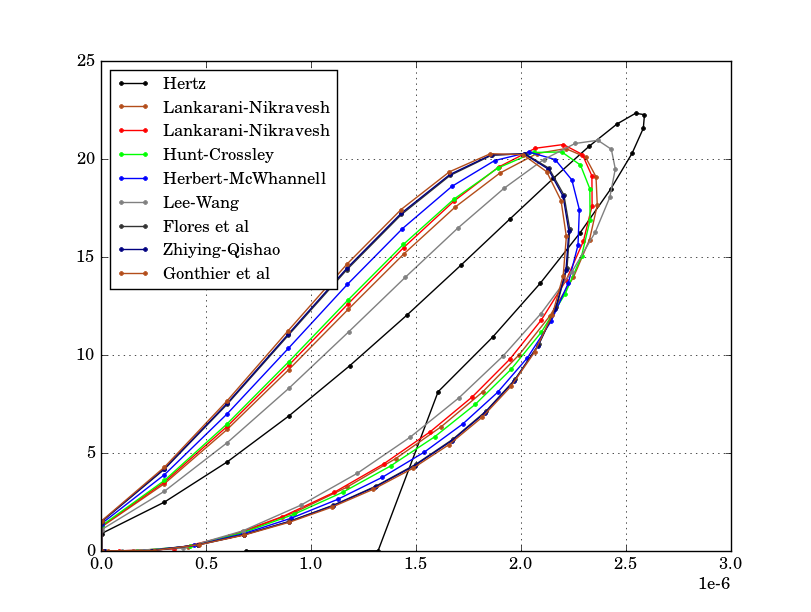 25
20
15
10
5
0
Hertz
Lankarani-Nikravesh
Lankarani-Nikravesh
Hunt-Crossley
Herbert-McWhannell
Lee-Wang
Flores et al
Zhiying-Qishao
Gonthier et al
0.0 0.5 1.0 1.5 2.0 2.5 3.0
1e-6